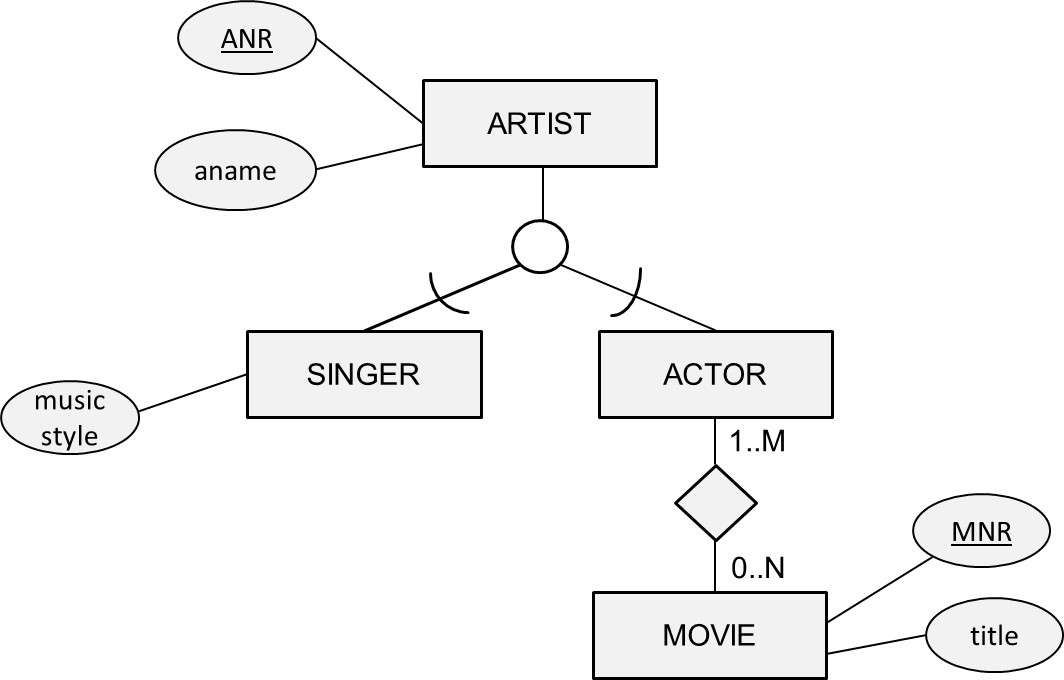 ANR
ARTIST
aname
SINGER
ACTOR
music
style
1..M
MNR
0..N
MOVIE
title